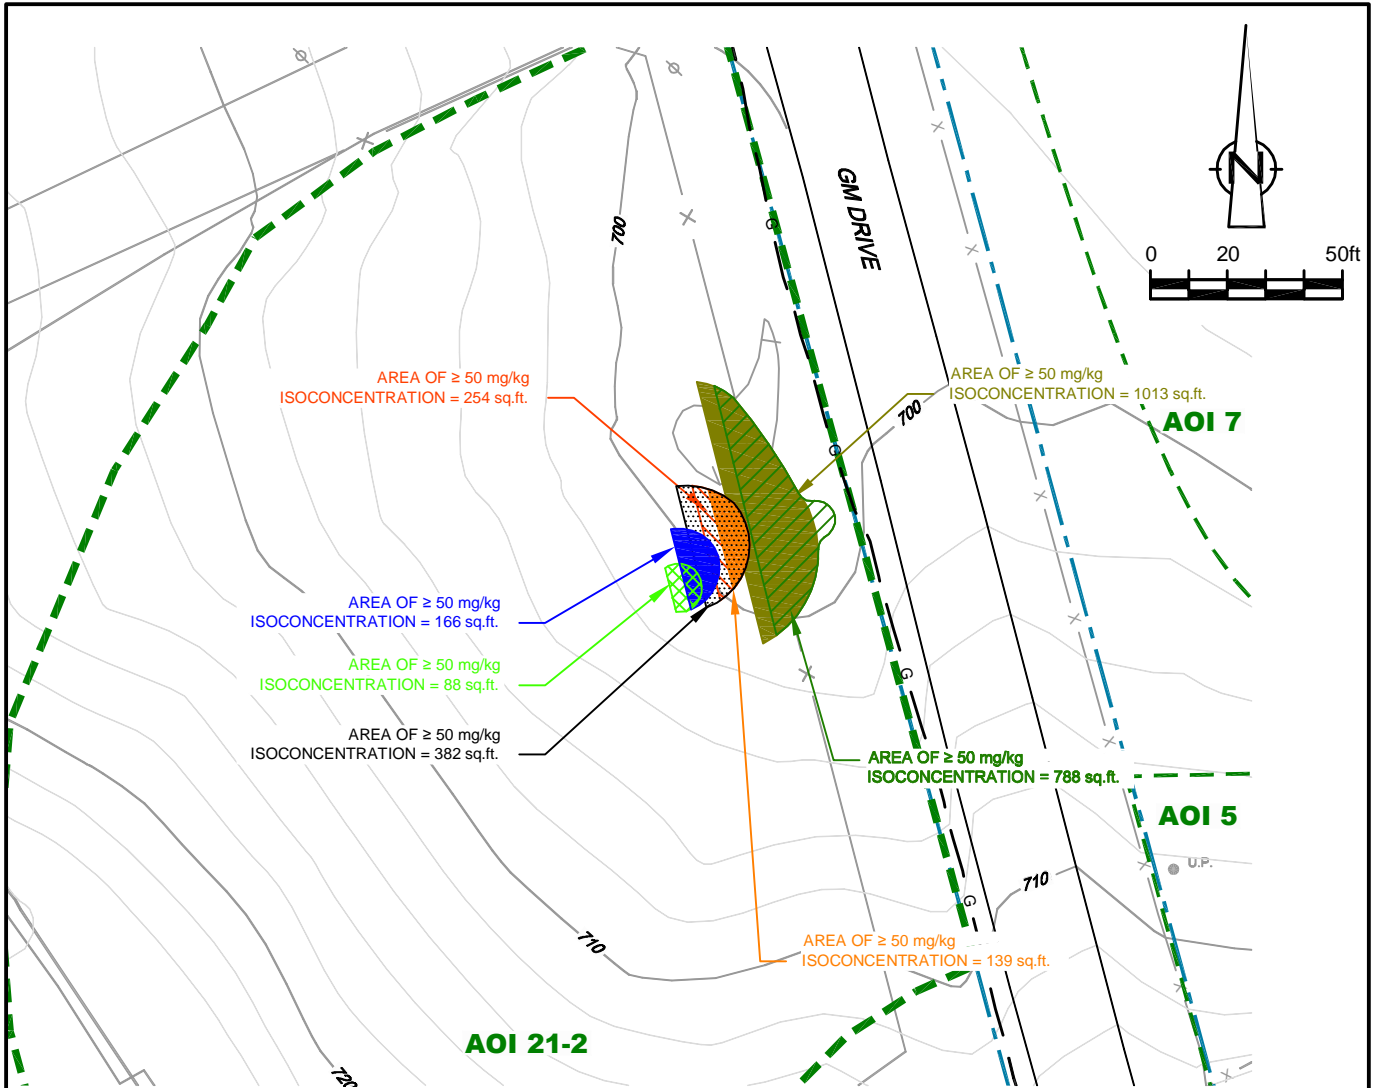 N
0 20 50ft
GM DRIVE
700
G
AREA OF ≥ 50 mg/kg
ISOCONCENTRATION = 254 sq.ft.
AREA OF ≥ 50 mg/kg
ISOCONCENTRATION = 1013 sq.ft.
700
AOI 7
G
AREA OF ≥ 50 mg/kg
ISOCONCENTRATION = 166 sq.ft.
AREA OF ≥ 50 mg/kg
ISOCONCENTRATION = 88 sq.ft.
G
AREA OF ≥ 50 mg/kg
ISOCONCENTRATION = 382 sq.ft.
AREA OF ≥ 50 mg/kg
ISOCONCENTRATION = 788 sq.ft.
AOI 5
U.P.
710
G
710
AREA OF ≥ 50 mg/kg
ISOCONCENTRATION = 139 sq.ft.
AOI 21-2
720